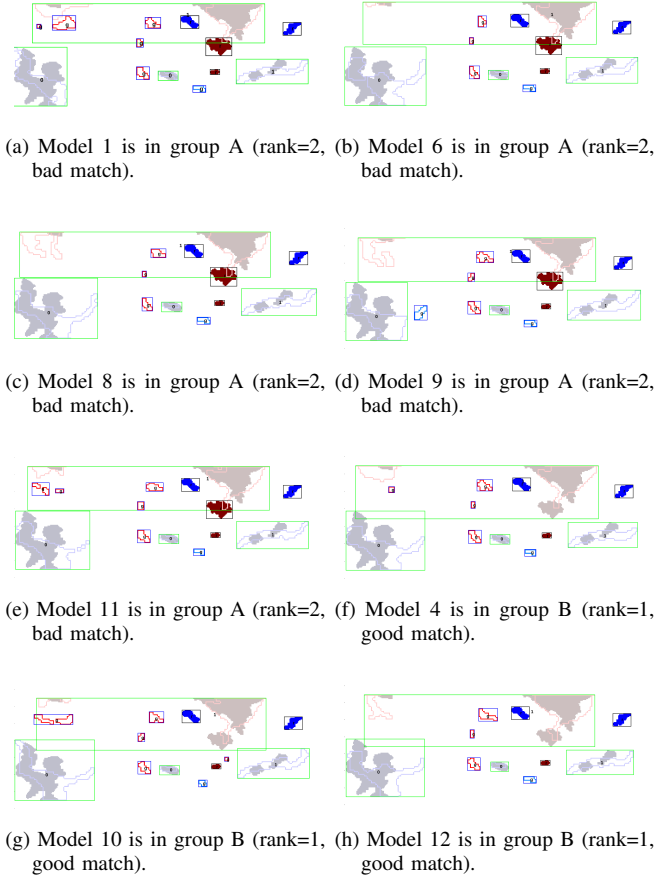 (a) Model 1 is in group A (rank=2, bad match).
(b) Model 6 is in group A (rank=2, bad match).
(c) Model 8 is in group A (rank=2, bad match).
(d) Model 9 is in group A (rank=2, bad match).
(e) Model 11 is in group A (rank=2, bad match).
(f) Model 4 is in group B (rank=1, good match).
(g) Model 10 is in group B (rank=1, good match).
(h) Model 12 is in group B (rank=1, good match).